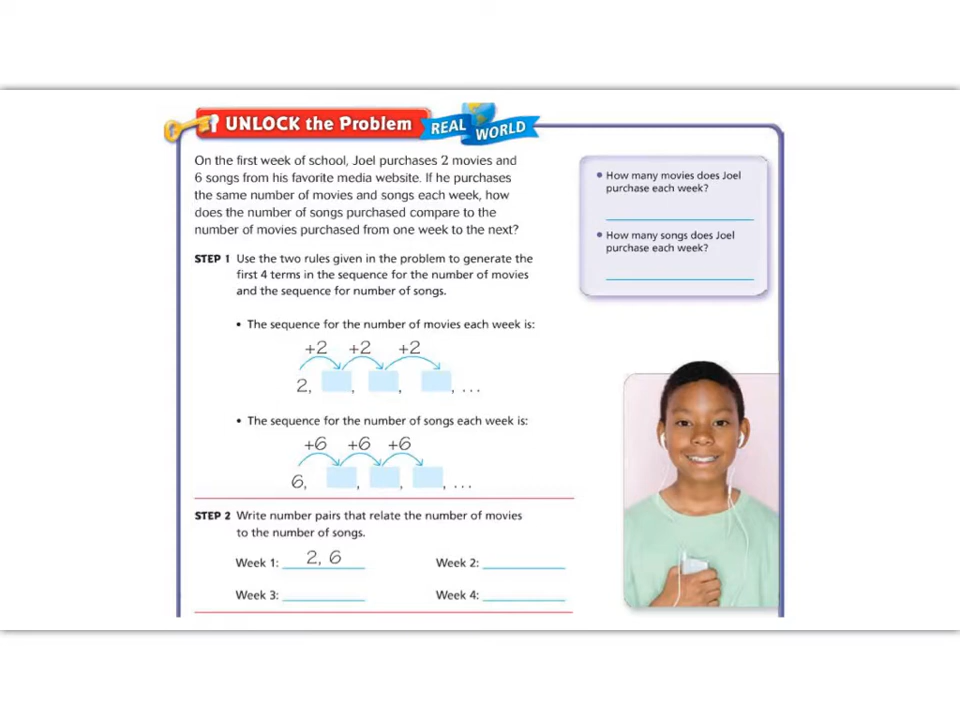 UNLOCK the Problem REAL WORLD
On the first week of school, Joel purchases 2 movies and
6 songs from his favorite media website. If he purchases
the same number of movies and songs each week, how
does the number of songs purchased compare to the
number of movies purchased from one week to the next?
• How many movies does Joel
purchase each week?
• How many songs does Joel
purchase each week?
STEP 1 Use the two rules given in the problem to generate the
first 4 terms in the sequence for the number of movies
and the sequence for number of songs.
• The sequence for the number of movies each week is:
+2 +2 +2
2, , , , ...
• The sequence for the number of songs each week is:
+6 +6 +6
6, , , , ...
STEP 2 Write number pairs that relate the number of movies
to the number of songs.
Week 1: 2, 6 Week 2:
Week 3: Week 4: